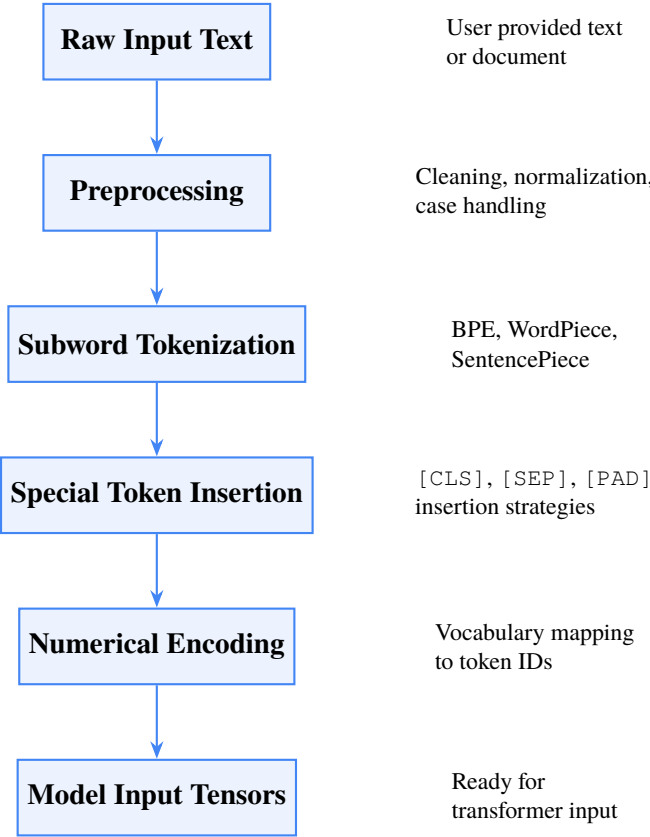 Raw Input Text
User provided text
or document
Preprocessing
Cleaning, normalization,
case handling
Subword Tokenization
BPE, WordPiece,
SentencePiece
Special Token Insertion
[CLS], [SEP], [PAD]
insertion strategies
Numerical Encoding
Vocabulary mapping
to token IDs
Model Input Tensors
Ready for
transformer input